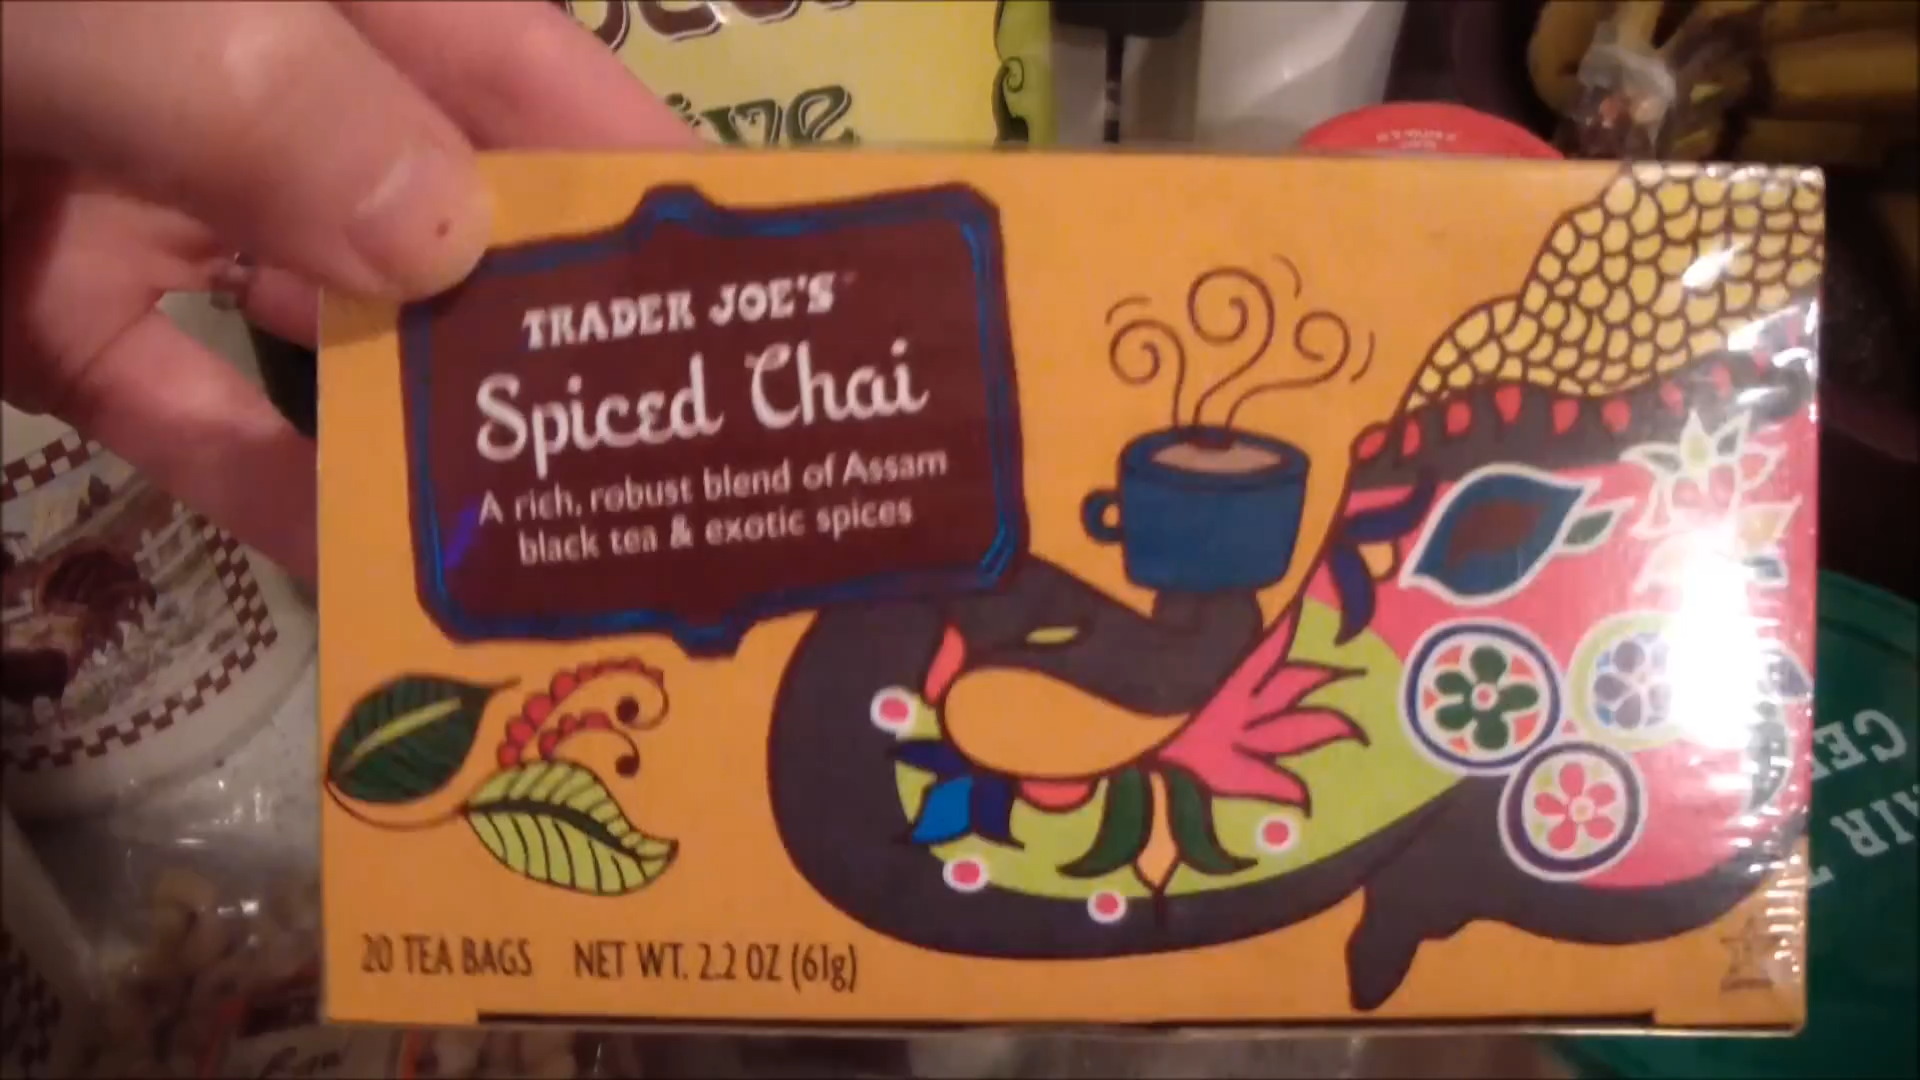 TRADER JOE'S
Spiced Chai
A rich, robust blend of Assam
black tea & exotic spices
20 TEA BAGS NET WT. 2.2 OZ (61g)